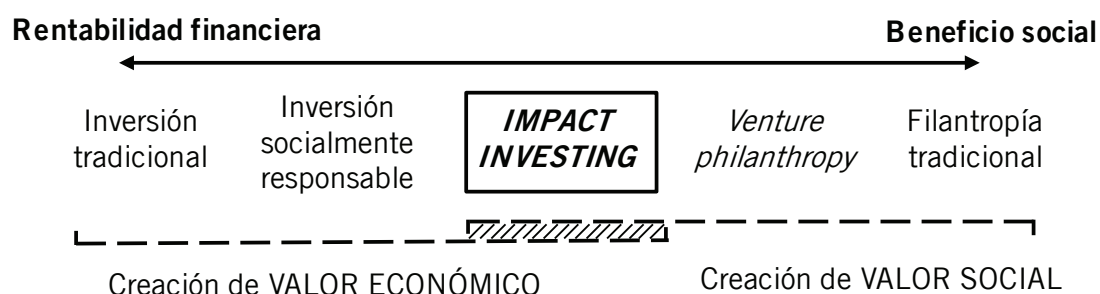 Rentabilidad financiera
Beneficio social
Inversión
tradicional
Inversión
socialmente
responsable
IMPACT
INVESTING
Venture
philanthropy
Filantropía
tradicional
Creación de VALOR ECONÓMICO
Creación de VALOR SOCIAL